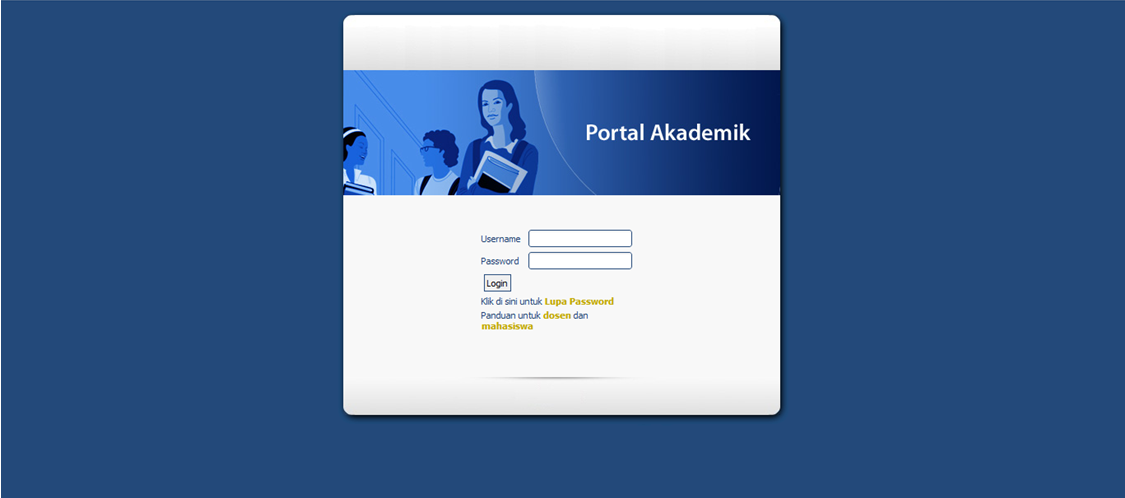 Portal Akademik
Username
Password
Login
Klik di sini untuk Lupa Password
Panduan untuk dosen dan
mahasiswa